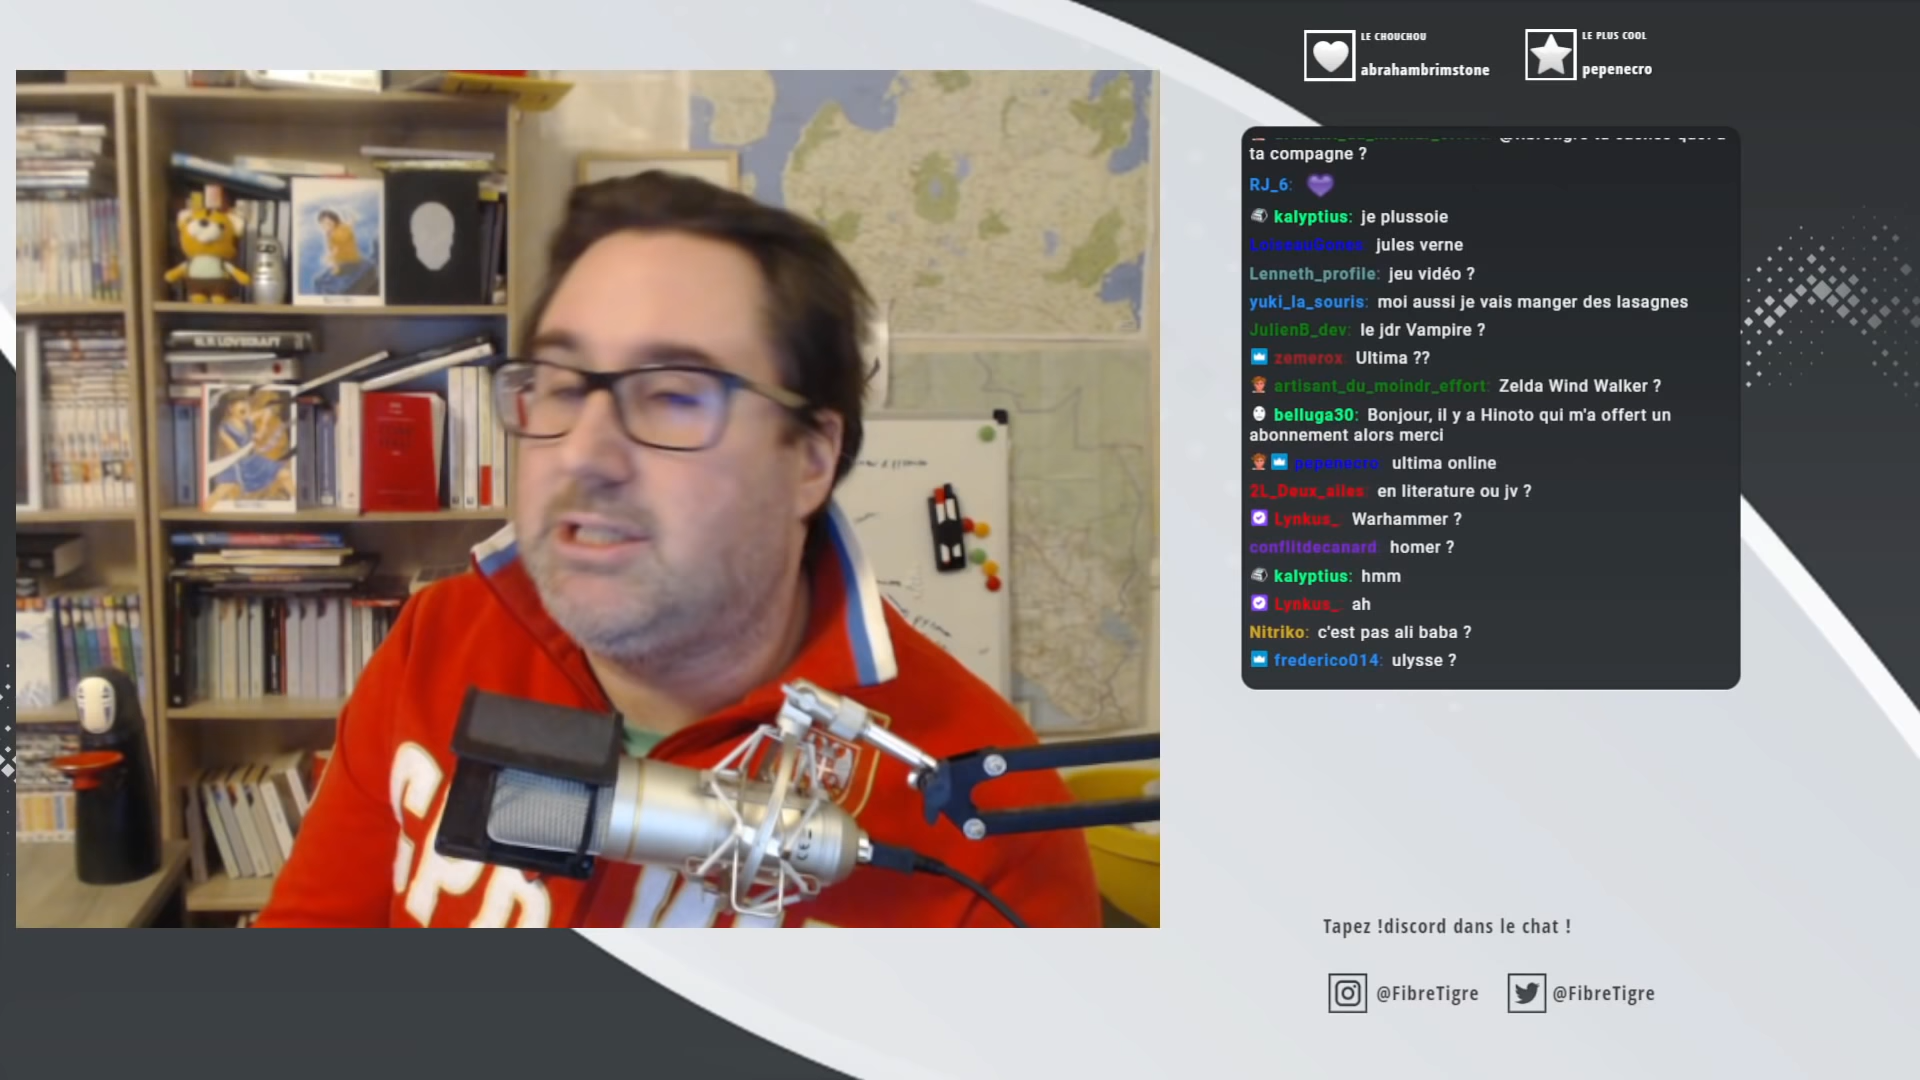 LE CHOUCHOU
abrahambrimstone
LE PLUS COOL
pepenecro
ta compagne ?
RJ_6:
kalyptius: je plussoie
LoiseauGones: jules verne
Lenneth_profile: jeu vidéo ?
yuki_la_souris: moi aussi je vais manger des lasagnes
JulienB_dev: le jdr Vampire ?
zemerox: Ultima ??
artisant_du_moindr_effort: Zelda Wind Walker ?
belluga30: Bonjour, il y a Hinoto qui m'a offert un
abonnement alors merci
pepenecro: ultima online
2L_Deux_ailes: en literature ou jv ?
Lynkus_: Warhammer ?
conflitdecanard: homer ?
kalyptius: hmm
Lynkus_: ah
Nitriko: c'est pas ali baba ?
frederico014: ulysse ?
H.P. LOVECRAFT
Tapez !discord dans le chat !
@FibreTigre
@FibreTigre